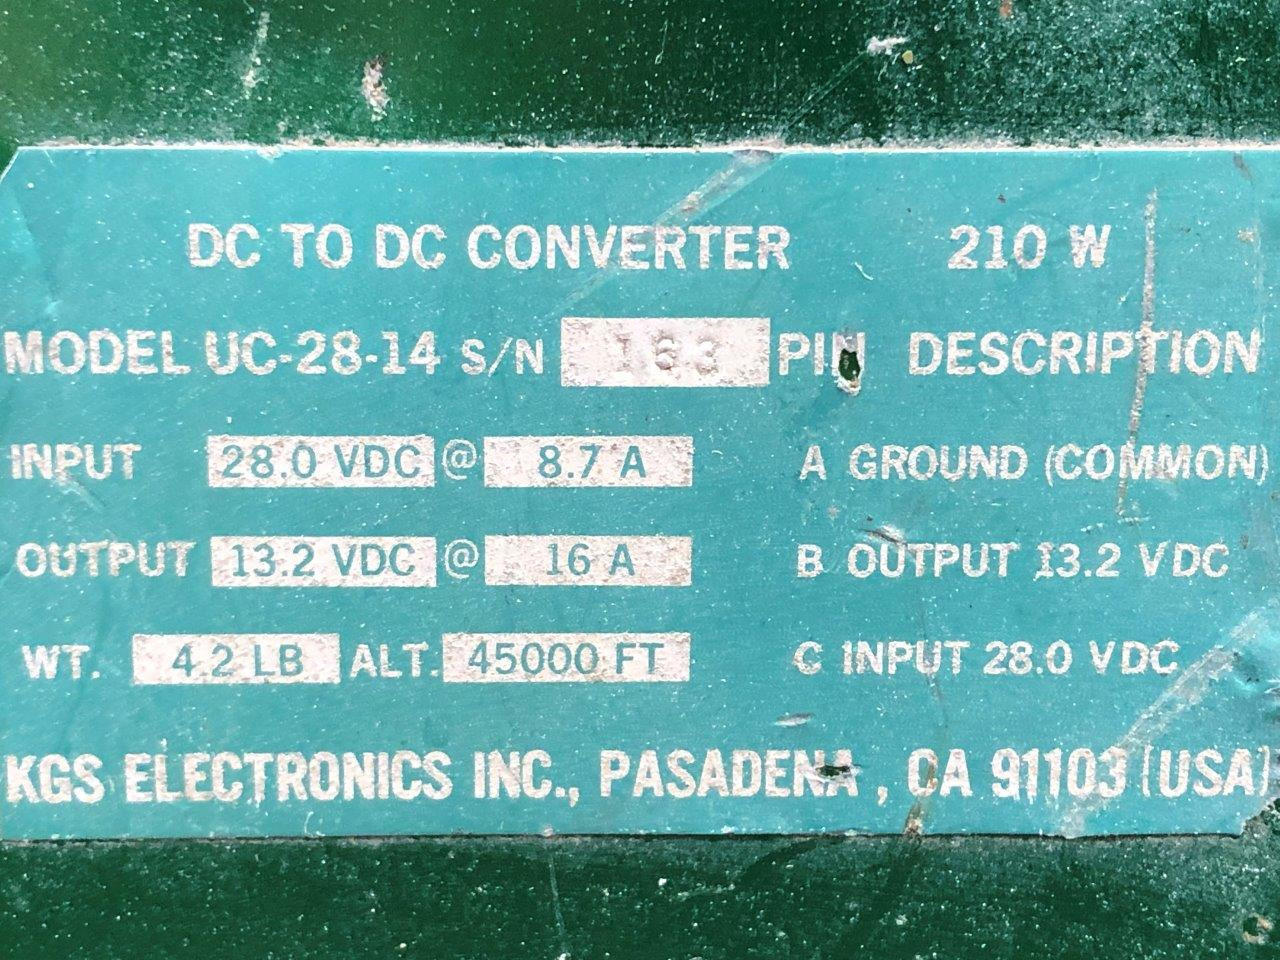 DC TO DC CONVERTER 210 W
MODEL UC-28-14 S/N 163 PIN DESCRIPTION
INPUT 28.0 VDC @ 8.7 A A GROUND (COMMON)
OUTPUT 13.2 VDC @ 16 A B OUTPUT 13.2 VDC
WT. 4.2 LB ALT. 45000 FT C INPUT 28.0 VDC
KGS ELECTRONICS INC., PASADENA, CA 91103 (USA)